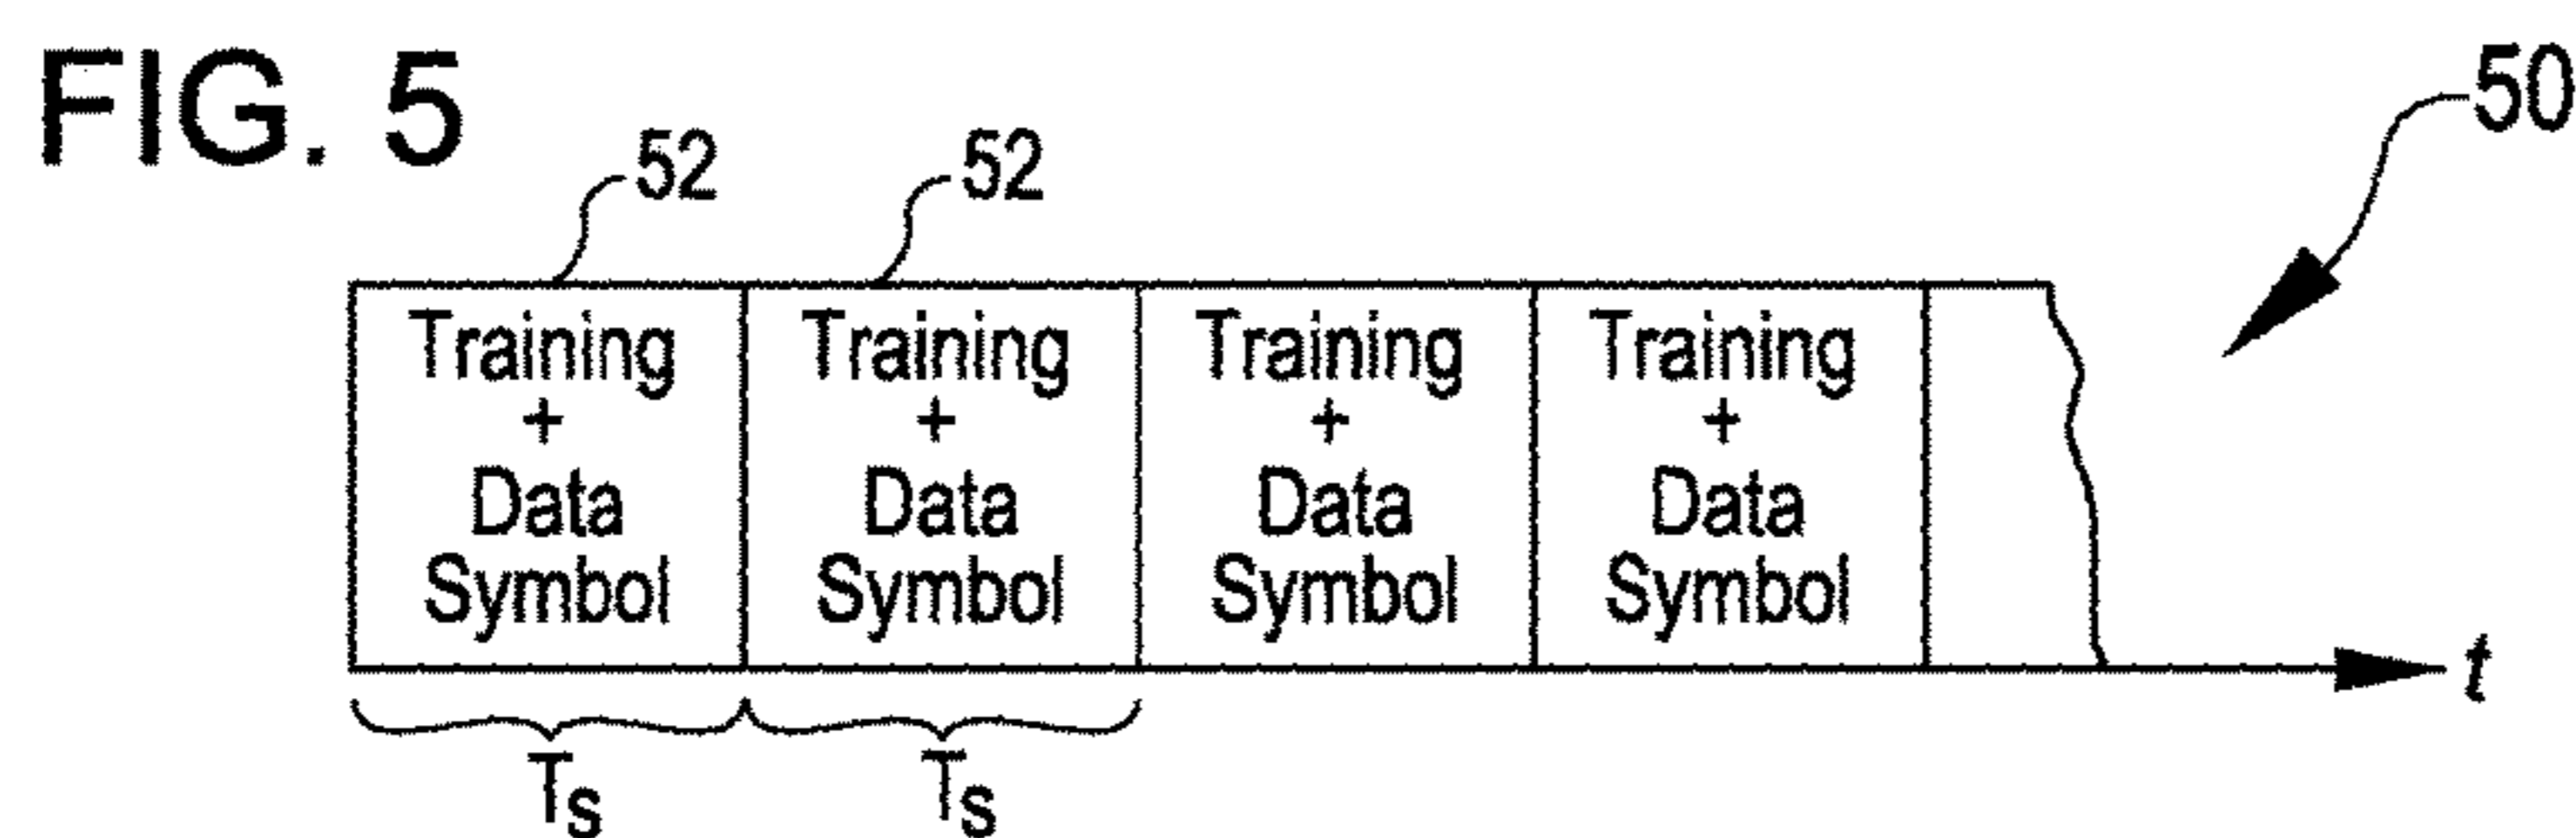 FIG. 5
50
52 52
Training Training Training Training
+ + + +
Data Data Data Data
Symbol Symbol Symbol Symbol
t
Ts Ts